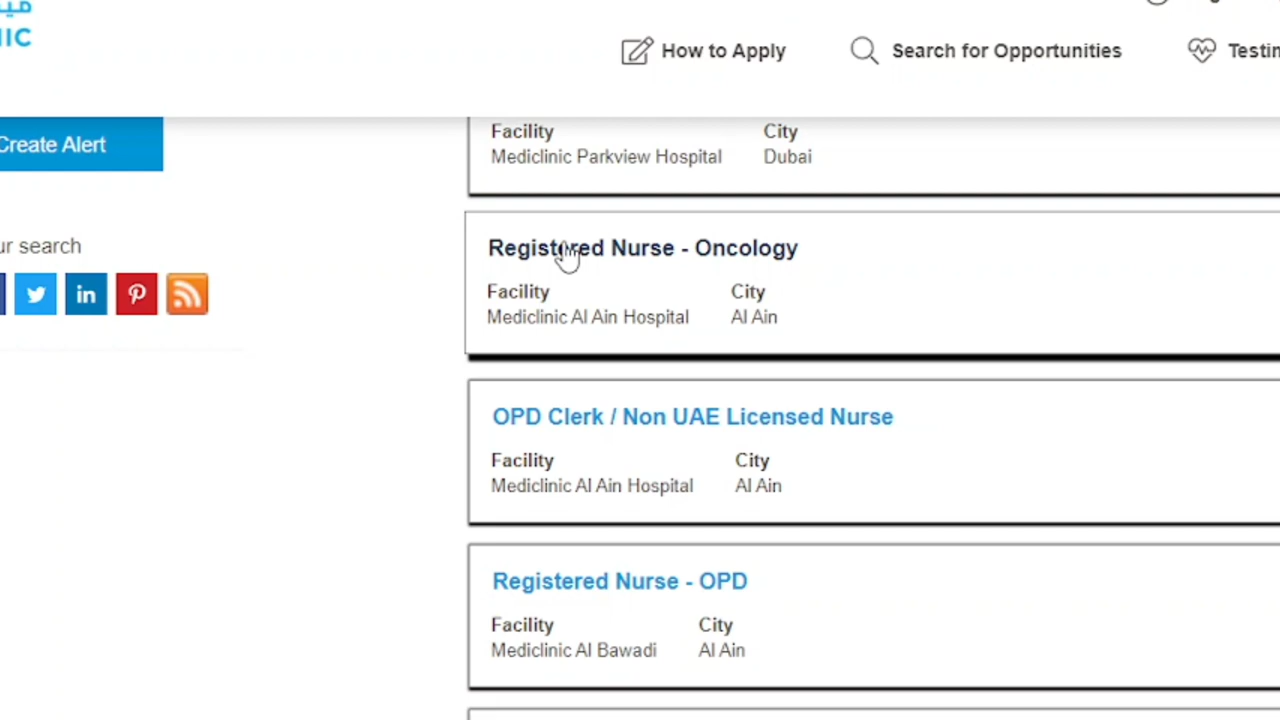 NIC
How to Apply
Search for Opportunities
Create Alert
Facility City
Mediclinic Parkview Hospital Dubai
Registered Nurse - Oncology
Facility City
Mediclinic Al Ain Hospital Al Ain
search
in
OPD Clerk / Non UAE Licensed Nurse
Facility City
Mediclinic Al Ain Hospital Al Ain
Registered Nurse - OPD
Facility City
Mediclinic Al Bawadi Al Ain